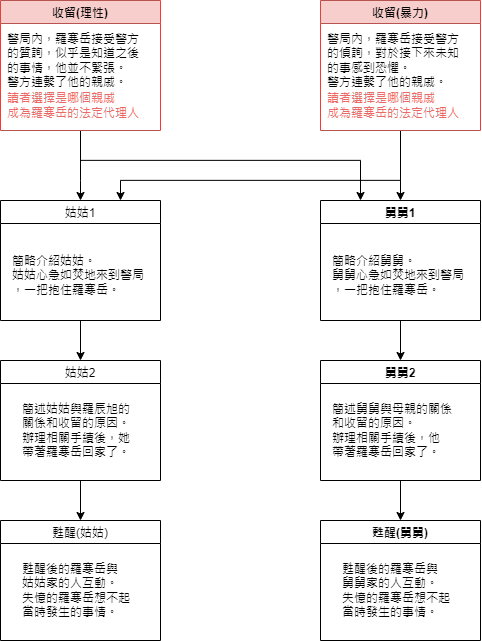 收留(理性)
警局內，羅寒岳接受警方
的質詢，似乎是知道之後
的事情，他並不緊張。
警方連繫了他的親戚。
讀者選擇是哪個親戚
成為羅寒岳的法定代理人
收留(暴力)
警局內，羅寒岳接受警方
的偵詢，對於接下來未知
的事感到恐懼。
警方連繫了他的親戚。
讀者選擇是哪個親戚
成為羅寒岳的法定代理人
姑姑1
簡略介紹姑姑。
姑姑心急如焚地來到警局
，一把抱住羅寒岳。
舅舅1
簡略介紹舅舅。
舅舅心急如焚地來到警局
，一把抱住羅寒岳。
姑姑2
簡述姑姑與羅辰旭的
關係和收留的原因。
辦理相關手續後，她
帶著羅寒岳回家了。
舅舅2
簡述舅舅與母親的關係
和收留的原因。
辦理相關手續後，他
帶著羅寒岳回家了。
甦醒(姑姑)
甦醒後的羅寒岳與
姑姑家的人互動。
失憶的羅寒岳想不起
當時發生的事情。
甦醒(舅舅)
甦醒後的羅寒岳與
舅舅家的人互動。
失憶的羅寒岳想不起
當時發生的事情。